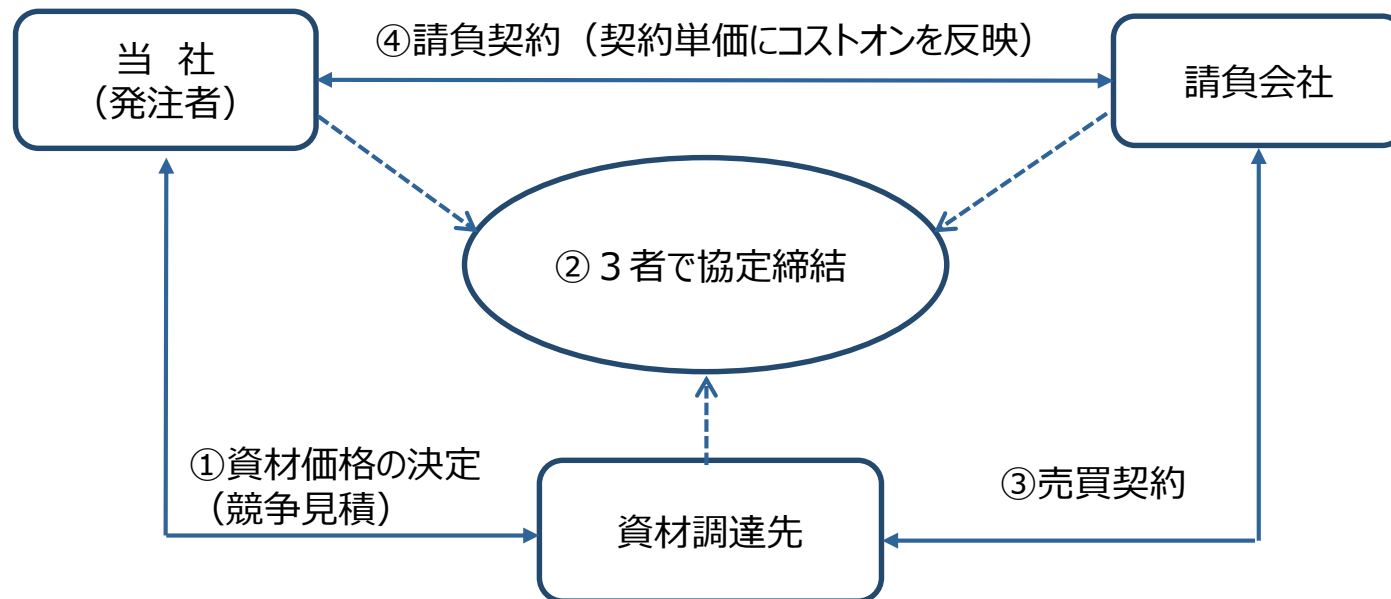 ④請負契約（契約単価にコストオンを反映）
当 社
（発注者）
請負会社
②３者で協定締結
①資材価格の決定
（競争見積）
③売買契約
資材調達先